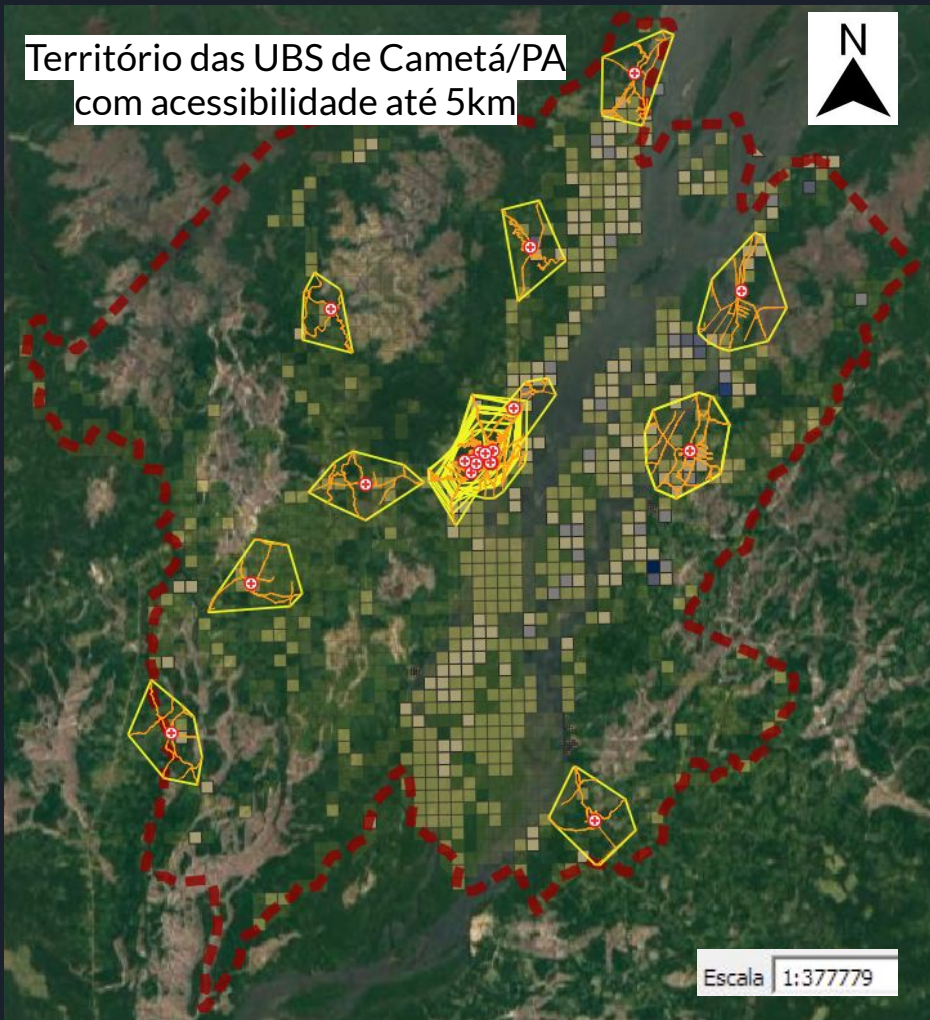 Território das UBS de Cametá/PA
com acessibilidade até 5km
N
Escala 1:377779